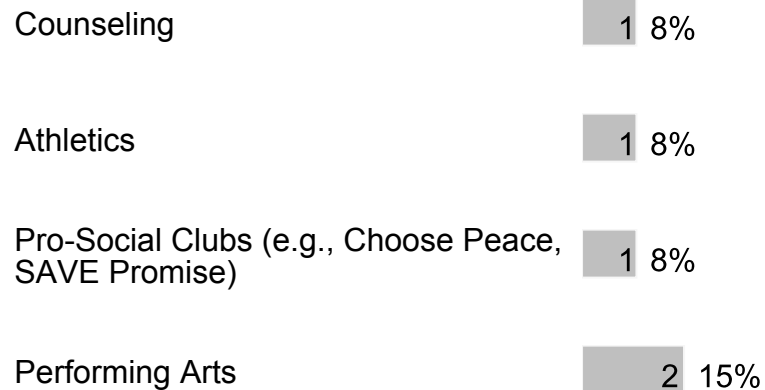 Counseling 1 8%
Athletics 1 8%
Pro-Social Clubs (e.g., Choose Peace,
SAVE Promise) 1 8%
Performing Arts 2 15%